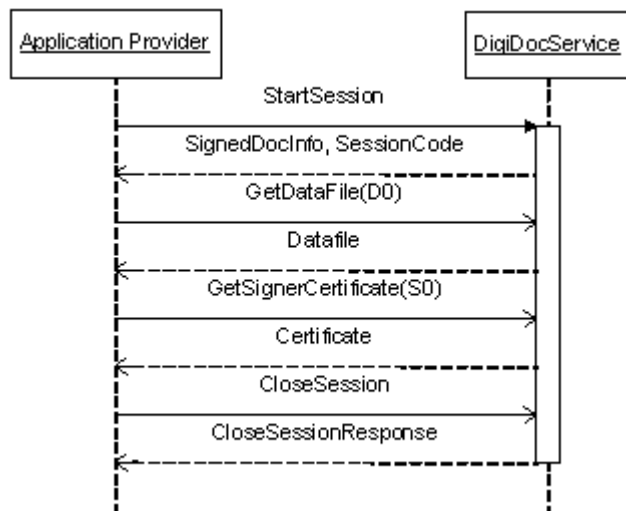 Application Provider
DigiDocService
StartSession
SignedDocInfo, SessionCode
GetDataFile(D0)
Datafile
GetSignerCertificate(S0)
Certificate
CloseSession
CloseSessionResponse